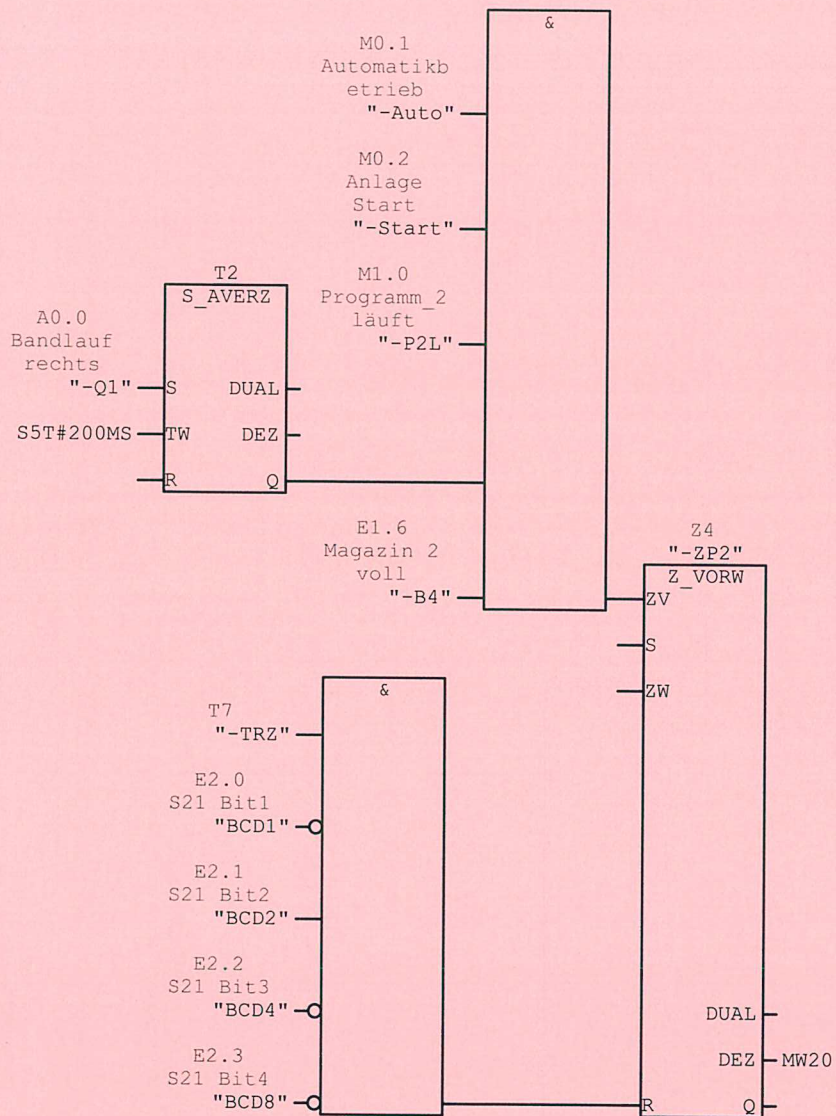 &
M0.1
Automatikb
etrieb
"-Auto"
M0.2
Anlage
Start
"-Start"
T2
S_AVERZ
M1.0
Programm_2
läuft
"-P2L"
A0.0
Bandlauf
rechts
"-Q1"
S
DUAL
S5T#200MS
TW
DEZ
R
Q
E1.6
Magazin 2
voll
"-B4"
Z4
"-ZP2"
Z_VORW
ZV
S
ZW
&
T7
"-TRZ"
E2.0
S21 Bit1
"BCD1"
E2.1
S21 Bit2
"BCD2"
E2.2
S21 Bit3
"BCD4"
E2.3
S21 Bit4
"BCD8"
DUAL
DEZ
MW20
R
Q